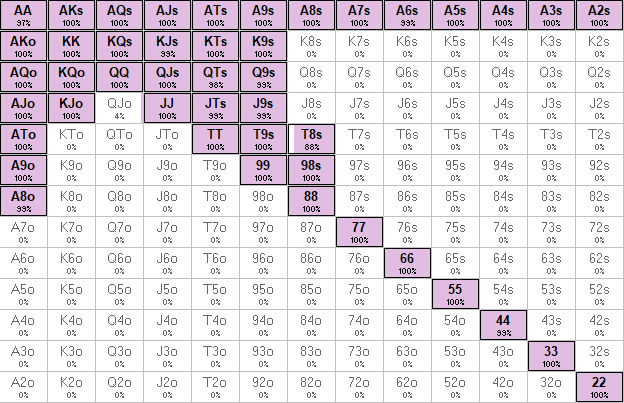 AA AKs AQs AJs ATs A9s A8s A7s A6s A5s A4s A3s A2s
97% 100% 100% 100% 100% 100% 100% 100% 99% 100% 100% 100% 100%
AKo KK KQs KJs KTs K9s K8s K7s K6s K5s K4s K3s K2s
100% 100% 100% 99% 100% 100% 0% 0% 0% 0% 0% 0% 0%
AQo KQo QQ QJs QTs Q9s Q8s Q7s Q6s Q5s Q4s Q3s Q2s
100% 100% 100% 100% 98% 99% 0% 0% 0% 0% 0% 0% 0%
AJo KJo QJo JJ JTs J9s J8s J7s J6s J5s J4s J3s J2s
100% 100% 4% 100% 99% 99% 0% 0% 0% 0% 0% 0% 0%
ATo KTo QTo JTo TT T9s T8s T7s T6s T5s T4s T3s T2s
100% 0% 0% 0% 100% 100% 88% 0% 0% 0% 0% 0% 0%
A9o K9o Q9o J9o T9o 99 98s 97s 96s 95s 94s 93s 92s
100% 0% 0% 0% 0% 100% 100% 0% 0% 0% 0% 0% 0%
A8o K8o Q8o J8o T8o 98o 88 87s 86s 85s 84s 83s 82s
99% 0% 0% 0% 0% 0% 100% 0% 0% 0% 0% 0% 0%
A7o K7o Q7o J7o T7o 97o 87o 77 76s 75s 74s 73s 72s
0% 0% 0% 0% 0% 0% 0% 100% 0% 0% 0% 0% 0%
A6o K6o Q6o J6o T6o 96o 86o 76o 66 65s 64s 63s 62s
0% 0% 0% 0% 0% 0% 0% 0% 100% 0% 0% 0% 0%
A5o K5o Q5o J5o T5o 95o 85o 75o 65o 55 54s 53s 52s
0% 0% 0% 0% 0% 0% 0% 0% 0% 100% 0% 0% 0%
A4o K4o Q4o J4o T4o 94o 84o 74o 64o 54o 44 43s 42s
0% 0% 0% 0% 0% 0% 0% 0% 0% 0% 99% 0% 0%
A3o K3o Q3o J3o T3o 93o 83o 73o 63o 53o 43o 33 32s
0% 0% 0% 0% 0% 0% 0% 0% 0% 0% 0% 100% 0%
A2o K2o Q2o J2o T2o 92o 82o 72o 62o 52o 42o 32o 22
0% 0% 0% 0% 0% 0% 0% 0% 0% 0% 0% 0% 100%